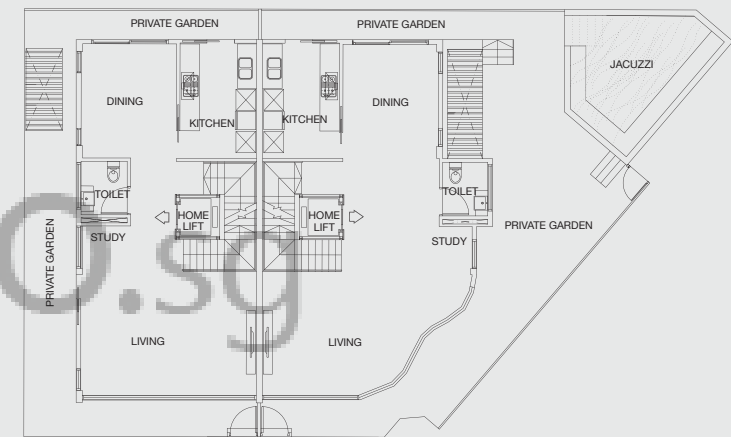 PRIVATE GARDEN
PRIVATE GARDEN
JACUZZI
DINING
DINING
KITCHEN
KITCHEN
TOILET
TOILET
HOME
LIFT
HOME
LIFT
PRIVATE GARDEN
STUDY
STUDY
PRIVATE GARDEN
LIVING
LIVING
O.sg